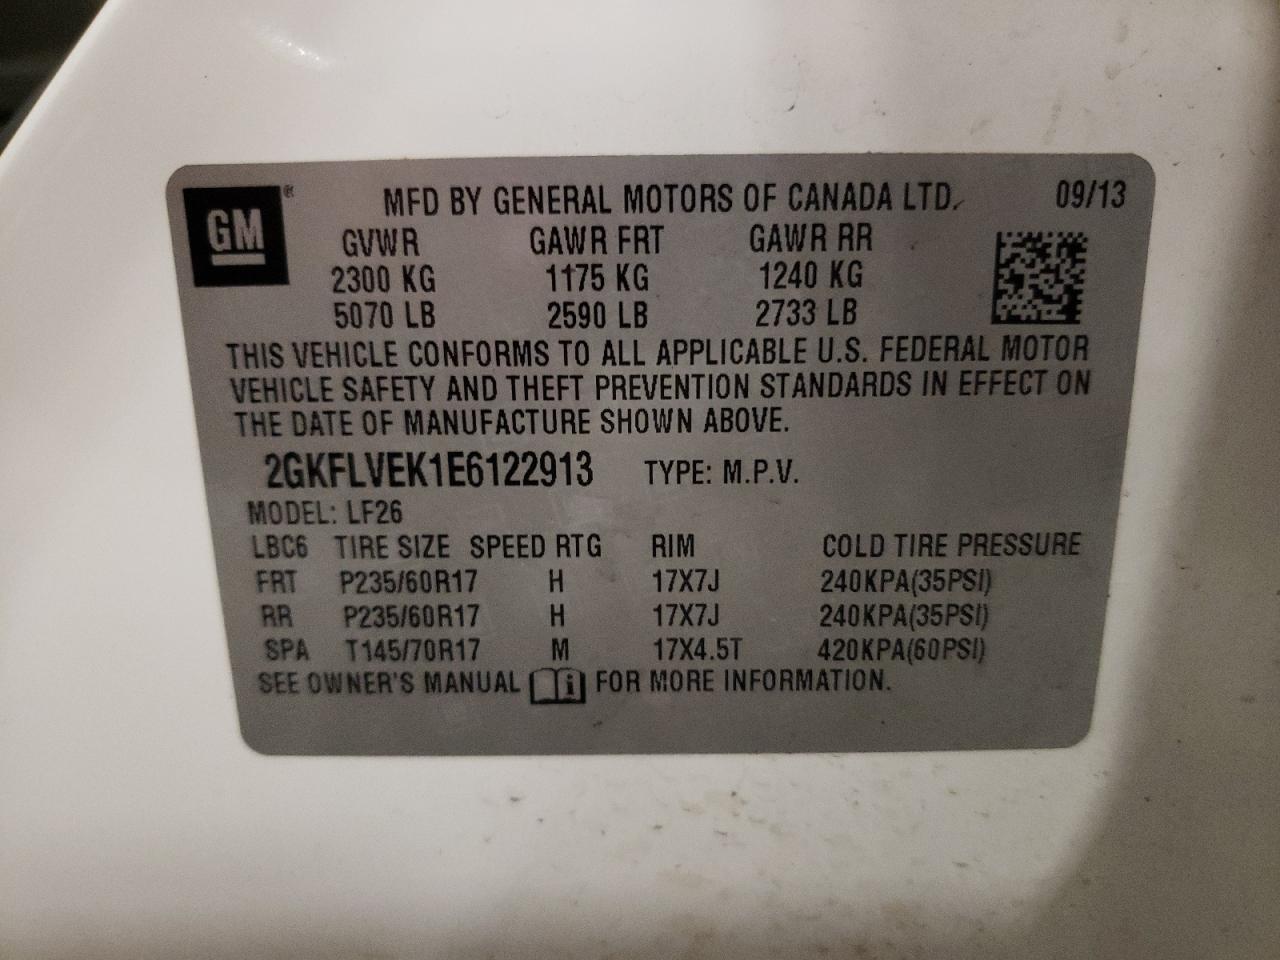 GM ® MFD BY GENERAL MOTORS OF CANADA LTD. 09/13
GVWR GAWR FRT GAWR RR
2300 KG 1175 KG 1240 KG
5070 LB 2590 LB 2733 LB
THIS VEHICLE CONFORMS TO ALL APPLICABLE U.S. FEDERAL MOTOR
VEHICLE SAFETY AND THEFT PREVENTION STANDARDS IN EFFECT ON
THE DATE OF MANUFACTURE SHOWN ABOVE.
2GKFLVEK1E6122913 TYPE: M.P.V.
MODEL: LF26
LBC6 TIRE SIZE SPEED RTG RIM COLD TIRE PRESSURE
FRT P235/60R17 H 17X7J 240KPA(35PSI)
RR P235/60R17 H 17X7J 240KPA(35PSI)
SPA T145/70R17 M 17X4.5T 420KPA(60PSI)
SEE OWNER'S MANUAL i FOR MORE INFORMATION.